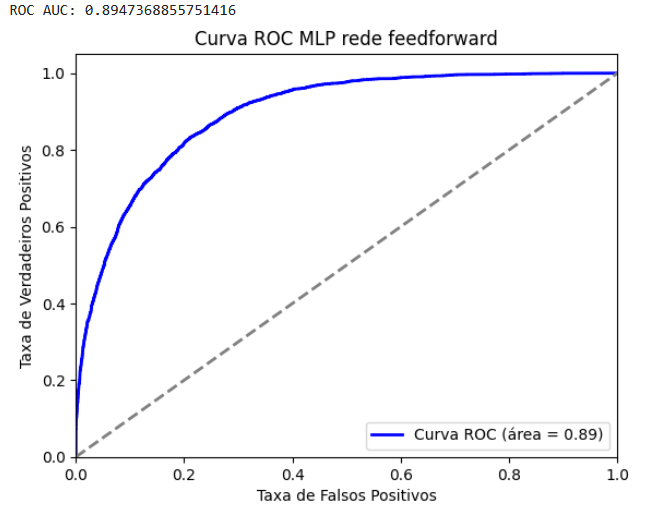 ROC AUC: 0.8947368855751416
Curva ROC MLP rede feedforward
Taxa de Verdadeiros Positivos
1.0
0.8
0.6
0.4
0.2
0.0
Curva ROC (área = 0.89)
0.0 0.2 0.4 0.6 0.8 1.0
Taxa de Falsos Positivos